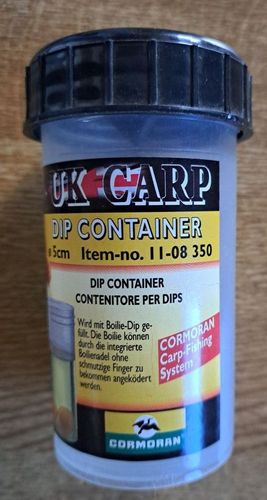 UK CARP
DIP CONTAINER
ø 5cm Item-no. 11-08 350
DIP CONTAINER
CONTENITORE PER DIPS
Wird mit Boilie-Dip ge-
füllt. Die Boilie können
durch die integrierte
Boilienadel ohne
schmutzige Finger zu
bekommen angeködert
werden.
CORMORAN
Carp-Fishing
System
CORMORAN